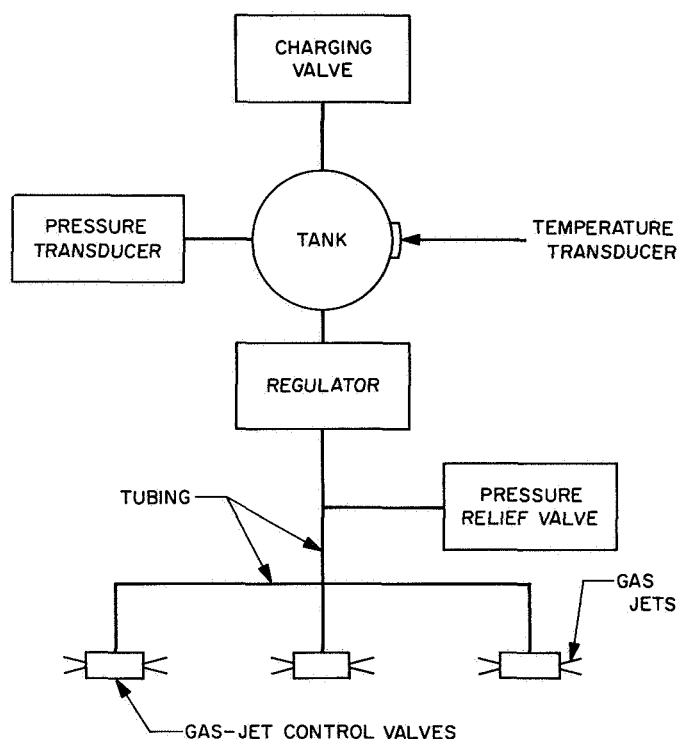 CHARGING
VALVE
PRESSURE
TRANSDUCER
TANK
TEMPERATURE
TRANSDUCER
REGULATOR
TUBING
PRESSURE
RELIEF VALVE
GAS
JETS
GAS-JET CONTROL VALVES